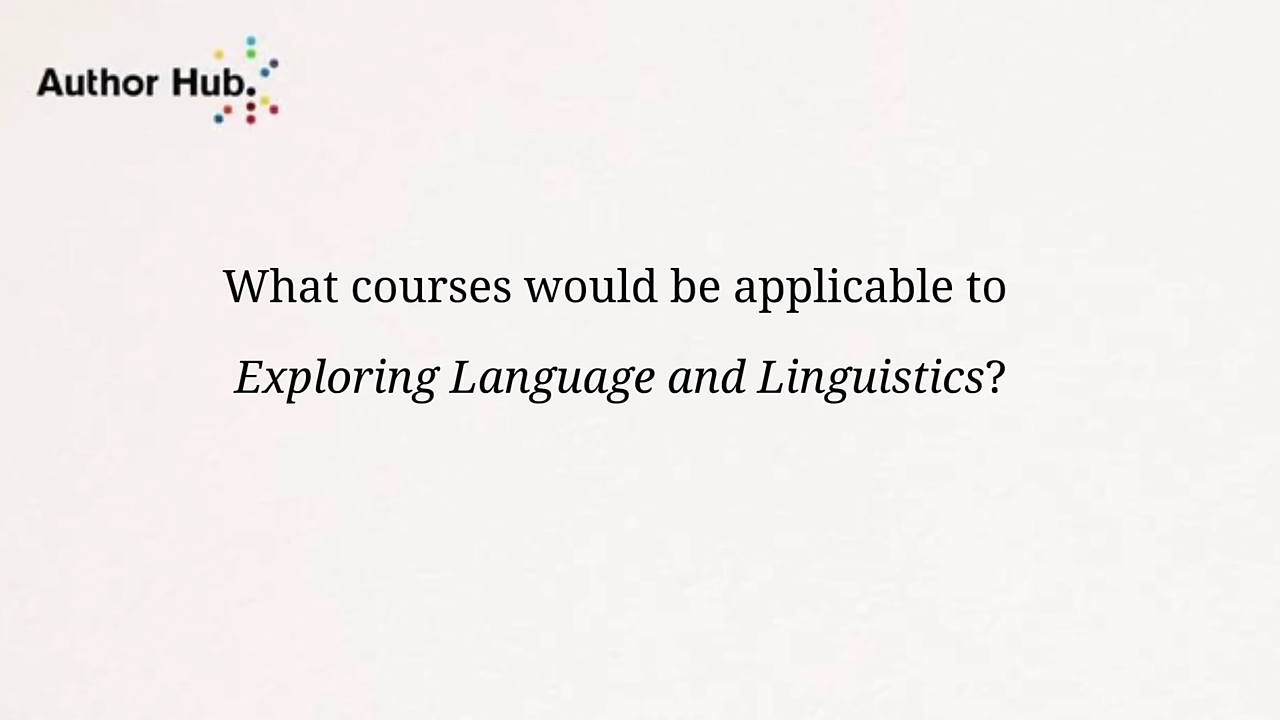 Author Hub.
What courses would be applicable to
Exploring Language and Linguistics?